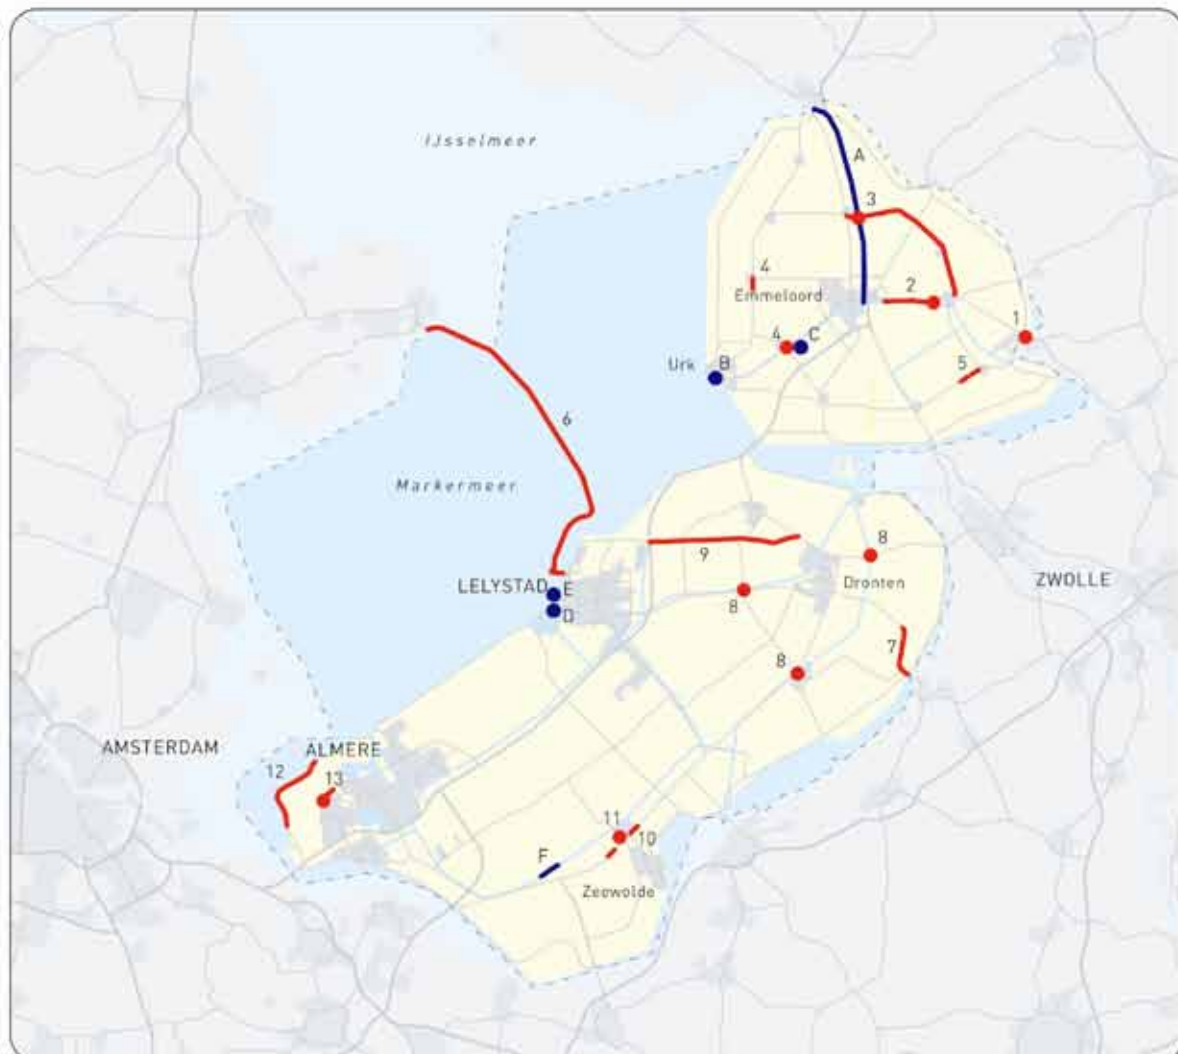 IJsselmeer
A
3
4
Emmeloord
2
1
4 C
Urk B
5
6
Markermeer
9
8
LELYSTAD E
D
Dronten
ZWOLLE
8
8
7
AMSTERDAM
ALMERE
12
13
11
10
F
Zeewolde